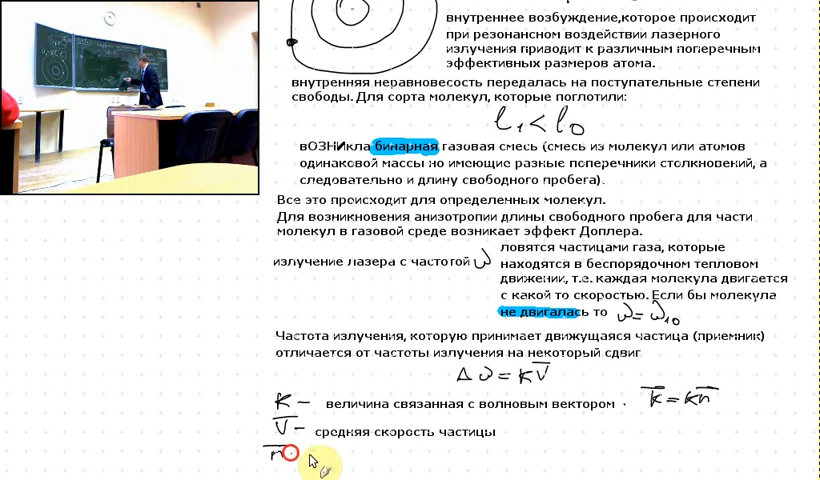 внутреннее возбуждение,которое происходит
при резонансном воздействии лазерного
излучения приводит к различным поперечным
эффективных размеров атома.
внутренняя неравновесость передалась на поступательные степени
свободы. Для сорта молекул, которые поглотили:
l₁ < l₀
вОЗНИкла бинарная газовая смесь (смесь из молекул или атомов
одинаковой массы но имеющие разные поперечники столкновений, а
следовательно и длину свободного пробега).
Все это происходит для определенных молекул.
Для возникновения анизотропии длины свободного пробега для части
молекул в газовой среде возникает эффект Доплера.
излучение лазера с частотой ω
ловятся частицами газа, которые
находятся в беспорядочном тепловом
движении, т.е. каждая молекула двигается
с какой то скоростью. Если бы молекула
не двигалась то ω = ω₁₀
Частота излучения, которую принимает движущаяся частица (приемник)
отличается от частоты излучения на некоторый сдвиг
Δω = kV̅
K – величина связанная с волновым вектором · k̅ = kn̅
V̅ – средняя скорость частицы
n̅